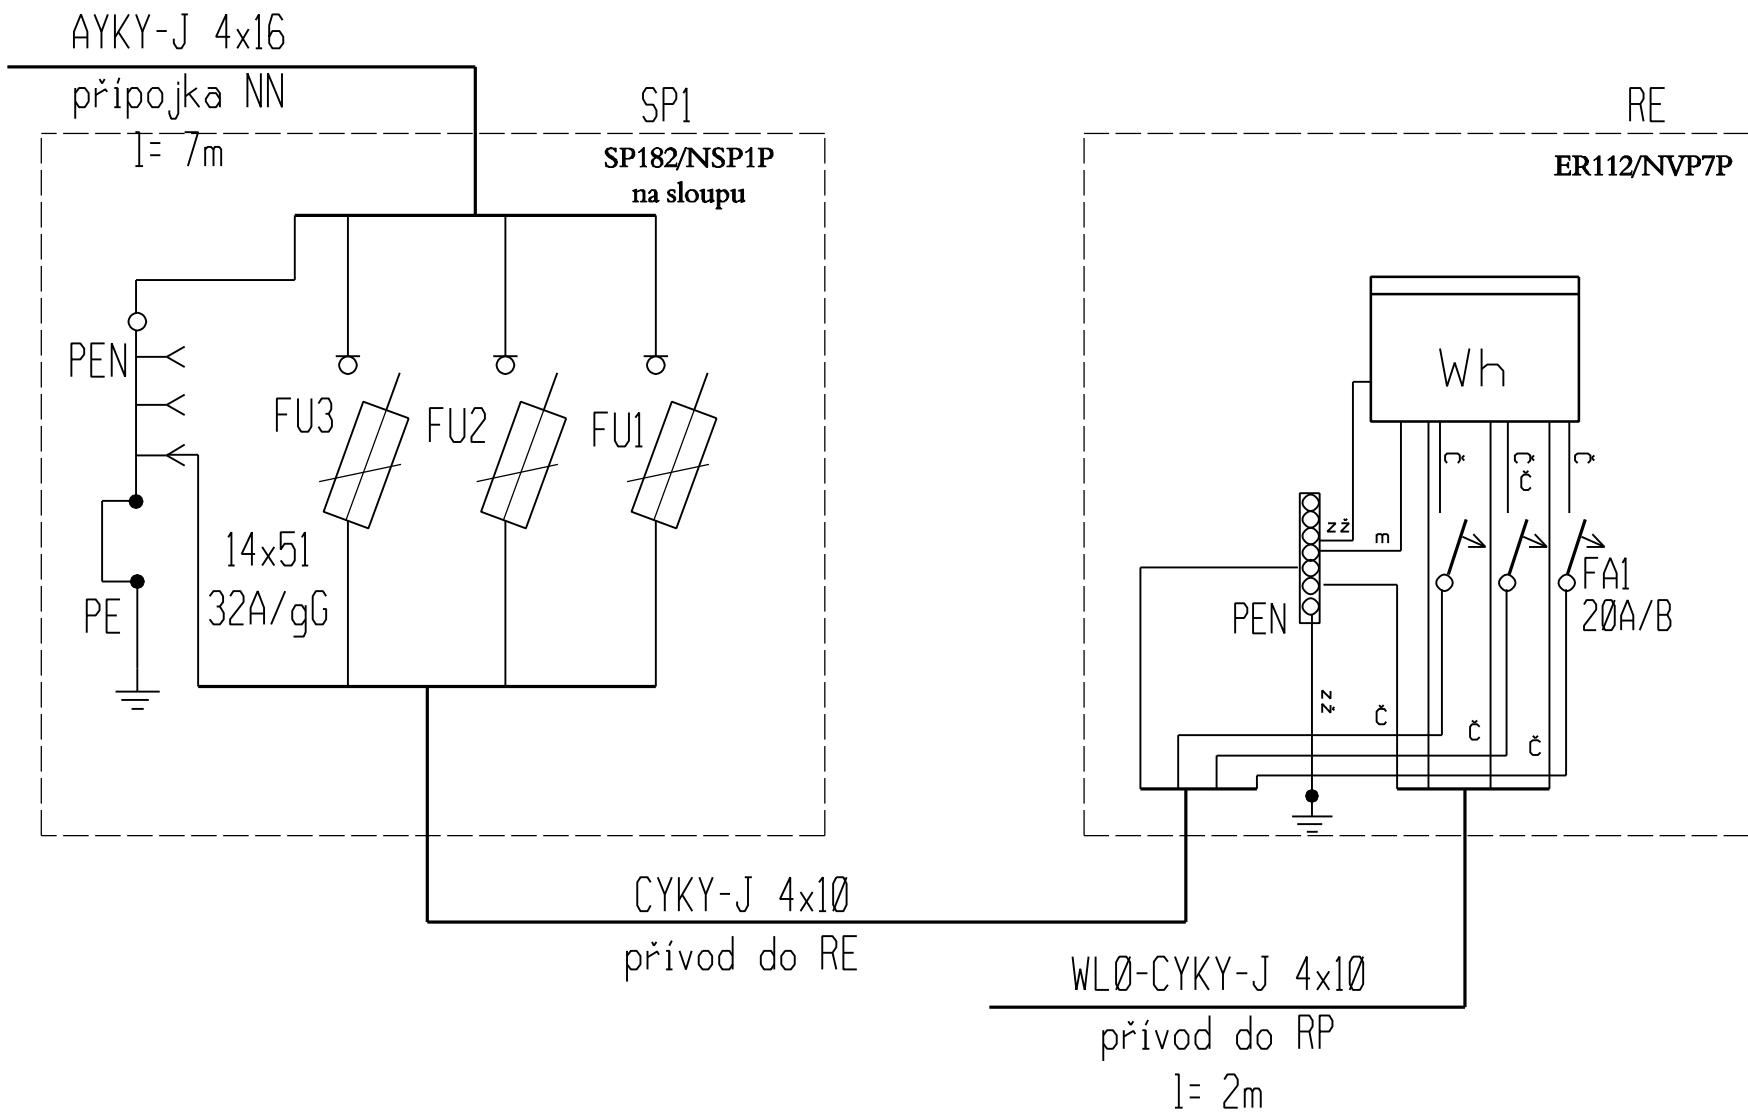 AYKY-J 4x16
přípojka NN
l= 7m
SP1
SP182/NSP1P
na sloupu
RE
ER112/NVP7P
Wh
PEN
FU3
FU2
FU1
č
č
č
č
zž
m
14x51
32A/gG
FA1
20A/B
PE
PEN
zž
č
č
č
CYKY-J 4x10
přívod do RE
WL0-CYKY-J 4x10
přívod do RP
l= 2m